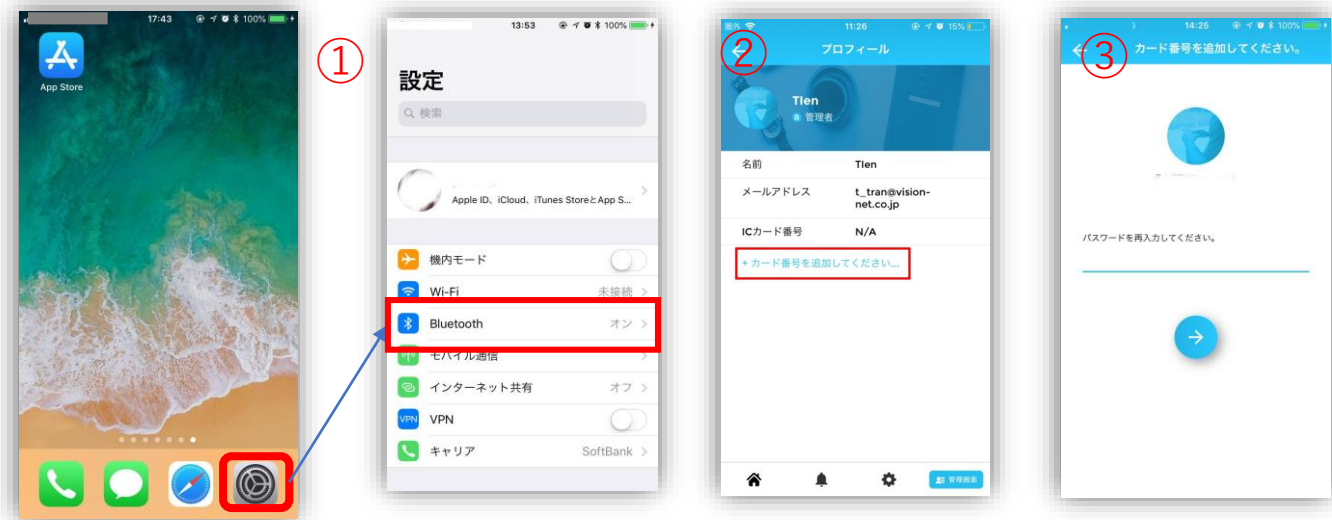 17:43
100%
App Store
①
13:53
100%
設定
検索
Apple ID、iCloud、iTunes StoreとApp S...
機内モード
Wi-Fi
未接続
Bluetooth
オン
モバイル通信
インターネット共有
オフ
VPN
VPN
キャリア
SoftBank
②
圏外
11:26
15%
プロフィール
TIen
管理者
名前
TIen
メールアドレス
t_tran@vision-
net.co.jp
ICカード番号
N/A
+ カード番号を追加してください...
管理画面
③
14:25
100%
カード番号を追加してください。
パスワードを再入力してください。